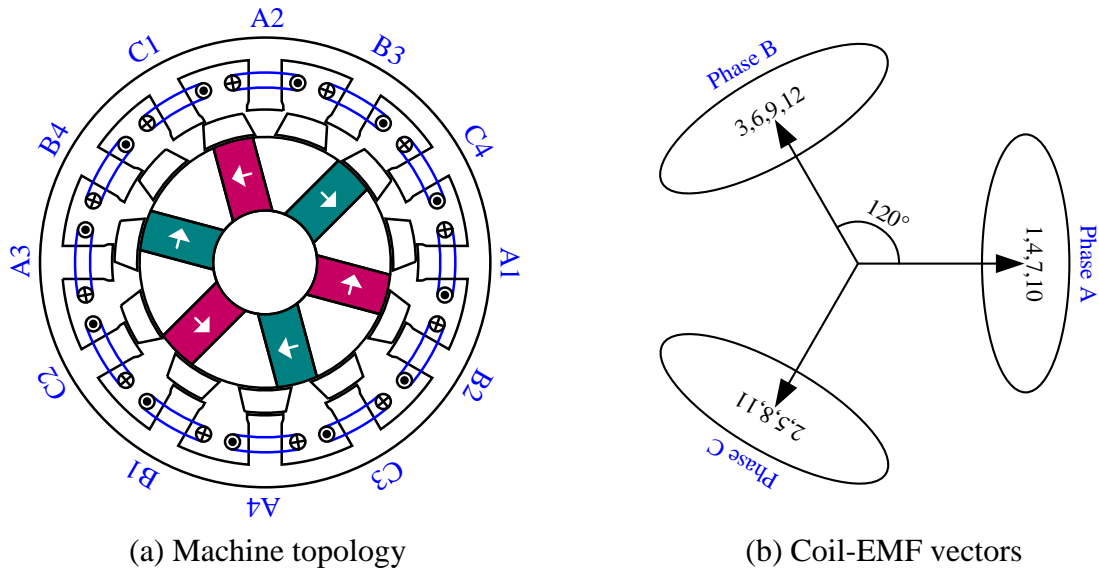 A2
C1
B3
B4
C4
A3
A1
C2
B2
B1
C3
A4
(a) Machine topology
Phase B
3,6,9,12
120°
1,4,7,10
Phase A
2,5,8,11
Phase C
(b) Coil-EMF vectors